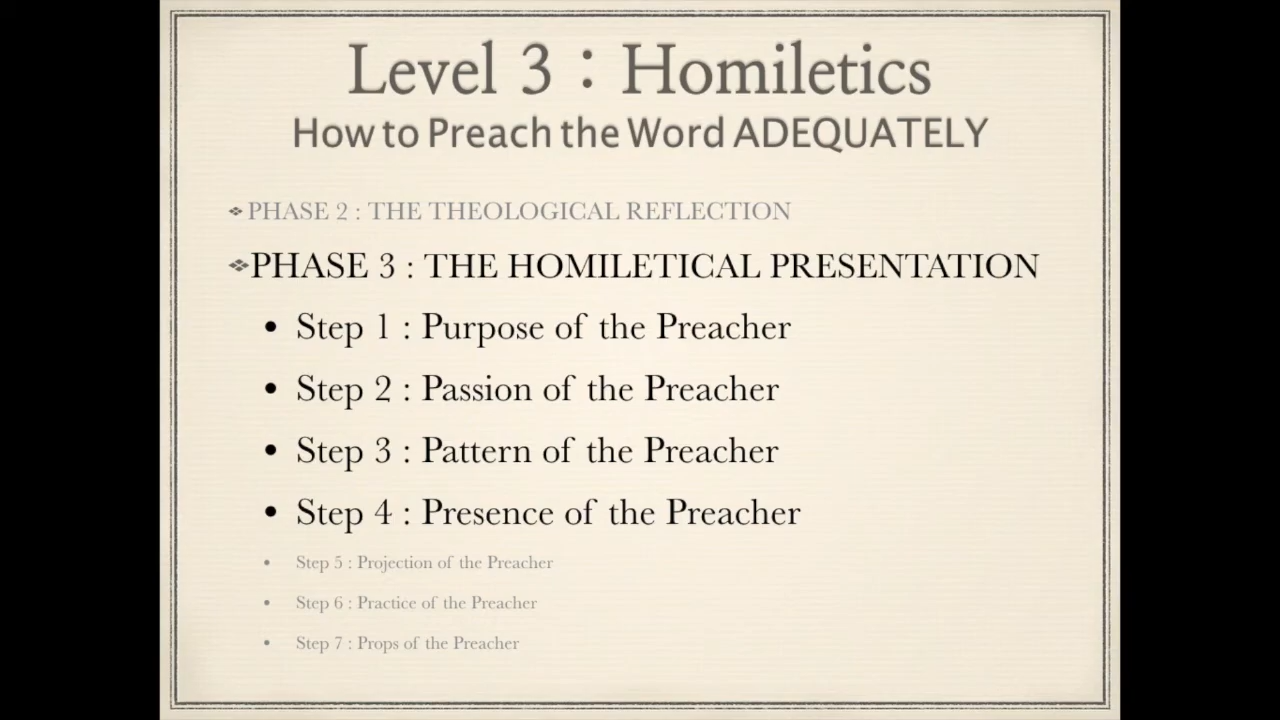 Level 3 : Homiletics
How to Preach the Word ADEQUATELY
PHASE 2 : THE THEOLOGICAL REFLECTION
PHASE 3 : THE HOMILETICAL PRESENTATION
• Step 1 : Purpose of the Preacher
• Step 2 : Passion of the Preacher
• Step 3 : Pattern of the Preacher
• Step 4 : Presence of the Preacher
• Step 5 : Projection of the Preacher
• Step 6 : Practice of the Preacher
• Step 7 : Props of the Preacher